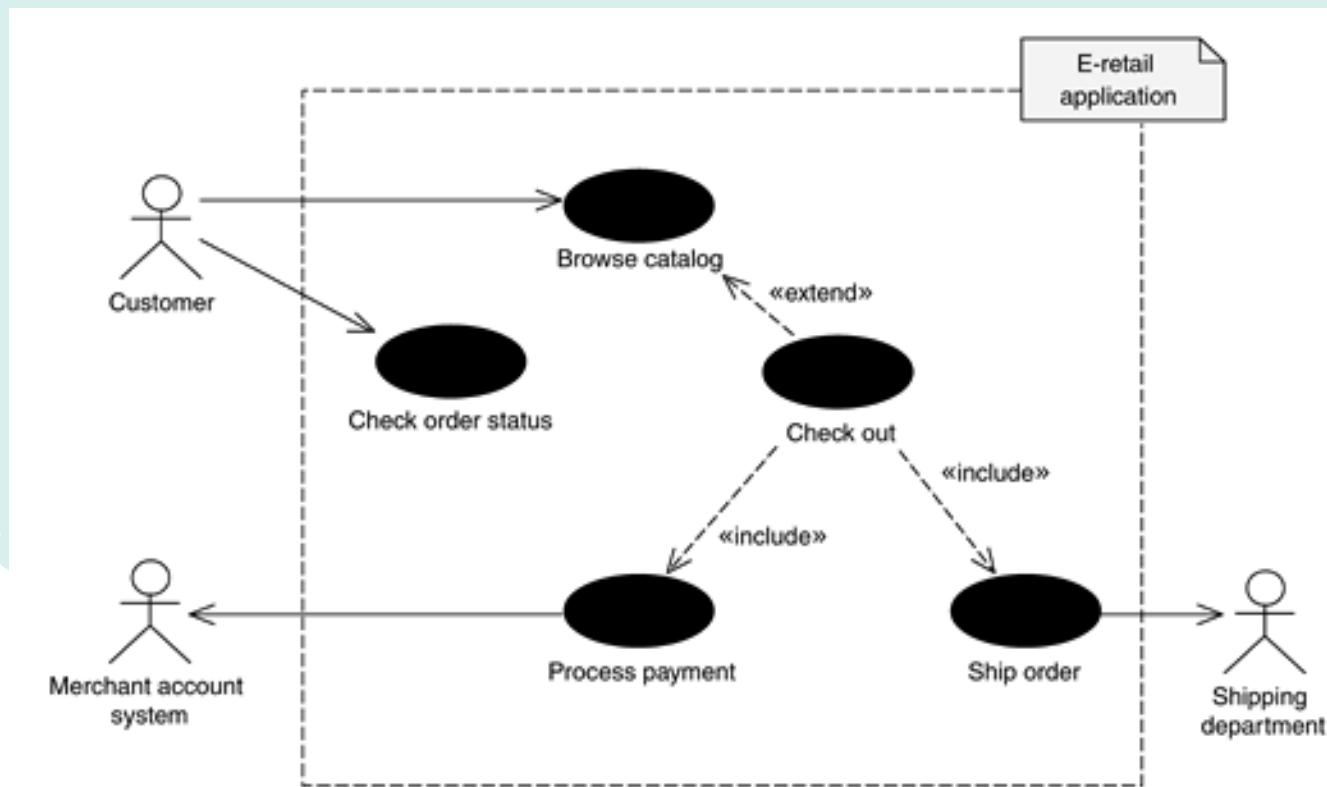 E-retail
application
Browse catalog
«extend»
Customer
Check order status
Check out
«include»
«include»
Process payment
Ship order
Merchant account
system
Shipping
department